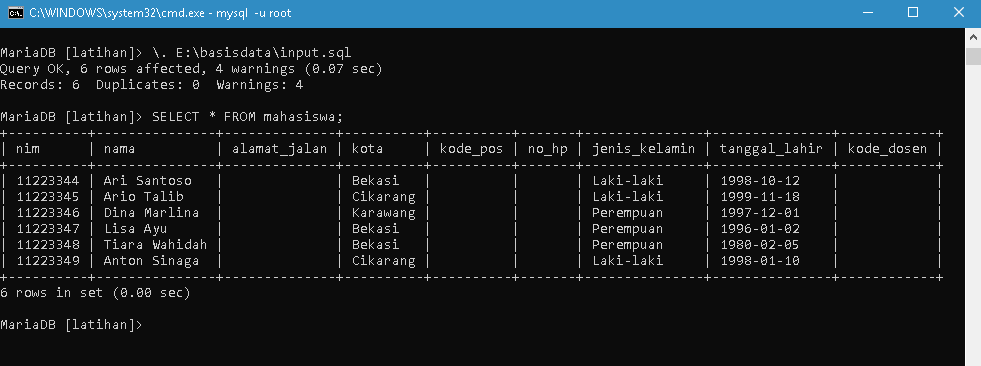 C:\WINDOWS\system32\cmd.exe - mysql -u root
MariaDB [latihan]> \. E:\basisdata\input.sql
Query OK, 6 rows affected, 4 warnings (0.07 sec)
Records: 6  Duplicates: 0  Warnings: 4
MariaDB [latihan]> SELECT * FROM mahasiswa;
+----------+---------------+--------------+----------+----------+-------+---------------+---------------+------------+
| nim      | nama          | alamat_jalan | kota     | kode_pos | no_hp | jenis_kelamin | tanggal_lahir | kode_dosen |
+----------+---------------+--------------+----------+----------+-------+---------------+---------------+------------+
| 11223344 | Ari Santoso   |              | Bekasi   |          |       | Laki-laki     | 1998-10-12    |            |
| 11223345 | Ario Talib    |              | Cikarang |          |       | Laki-laki     | 1999-11-18    |            |
| 11223346 | Dina Marlina  |              | Karawang |          |       | Perempuan     | 1997-12-01    |            |
| 11223347 | Lisa Ayu      |              | Bekasi   |          |       | Perempuan     | 1996-01-02    |            |
| 11223348 | Tiara Wahidah |              | Bekasi   |          |       | Perempuan     | 1980-02-05    |            |
| 11223349 | Anton Sinaga  |              | Cikarang |          |       | Laki-laki     | 1998-01-10    |            |
+----------+---------------+--------------+----------+----------+-------+---------------+---------------+------------+
6 rows in set (0.00 sec)
MariaDB [latihan]>